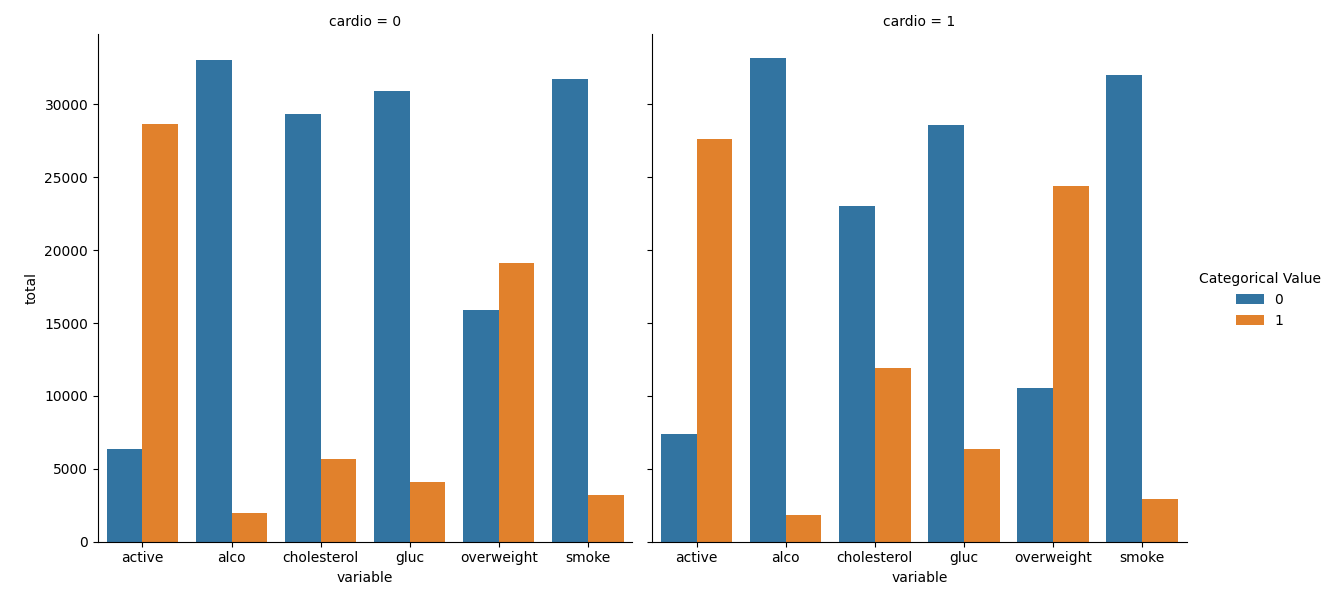 cardio = 0
cardio = 1
total
30000
25000
20000
15000
10000
5000
0
active alco cholesterol gluc overweight smoke
variable
active alco cholesterol gluc overweight smoke
variable
Categorical Value
0
1